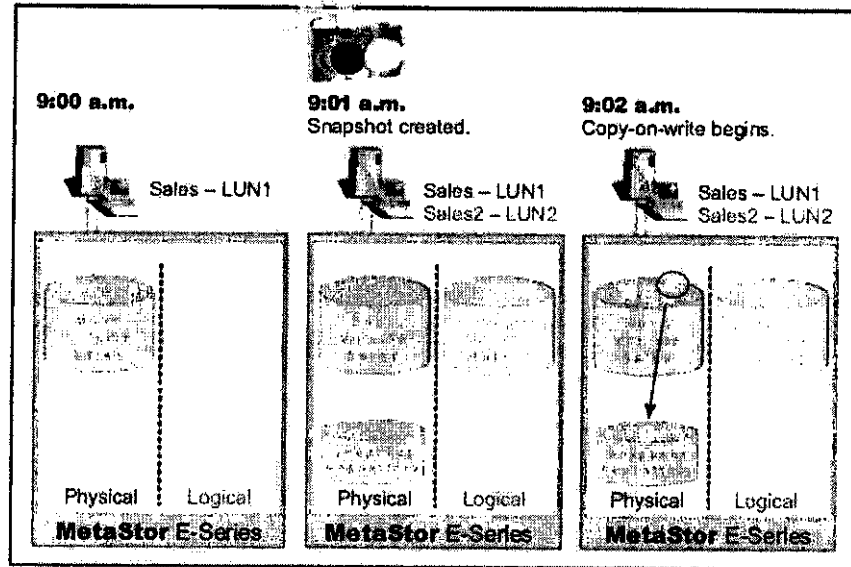 9:00 a.m.
Sales – LUN1
Physical
Logical
MetaStor E-Series
9:01 a.m.
Snapshot created.
Sales – LUN1
Sales2 – LUN2
Physical
Logical
MetaStor E-Series
9:02 a.m.
Copy-on-write begins.
Sales – LUN1
Sales2 – LUN2
Physical
Logical
MetaStor E-Series